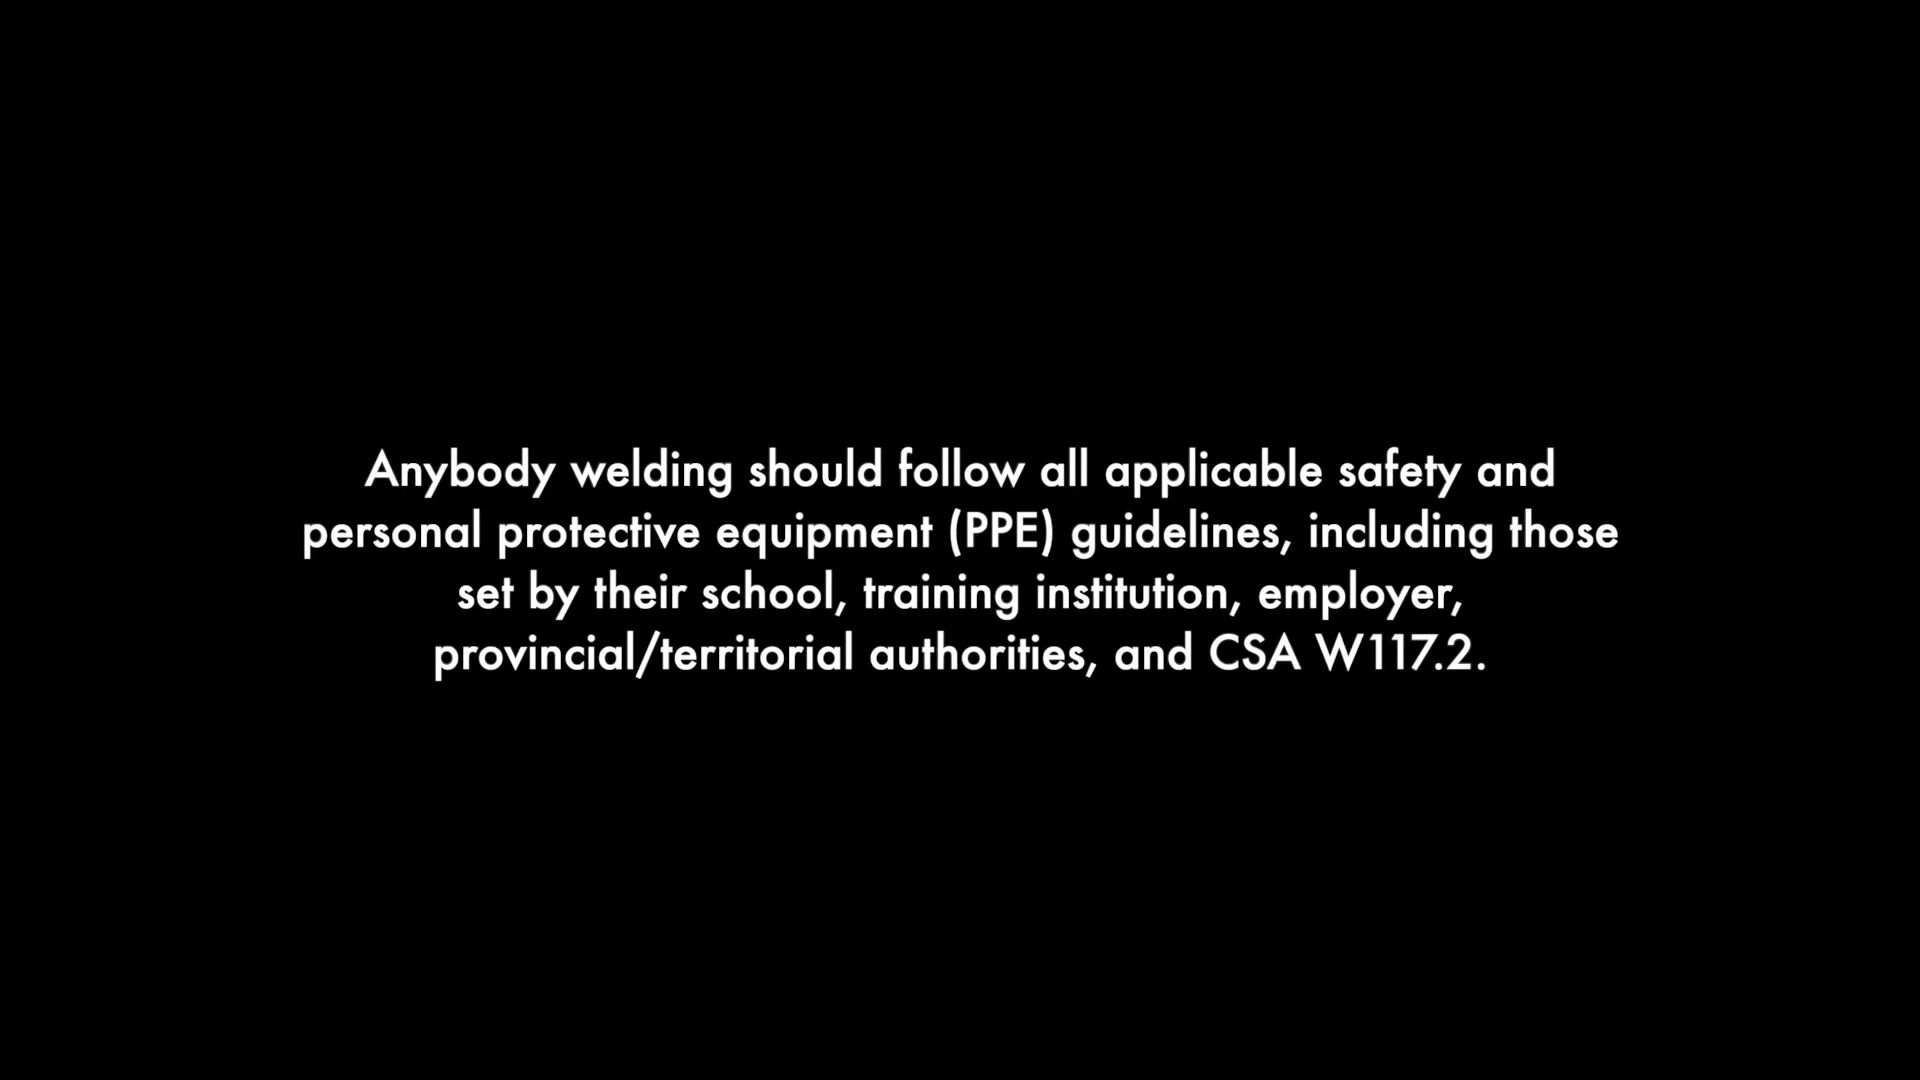 Anybody welding should follow all applicable safety and
personal protective equipment (PPE) guidelines, including those
set by their school, training institution, employer,
provincial/territorial authorities, and CSA W117.2.